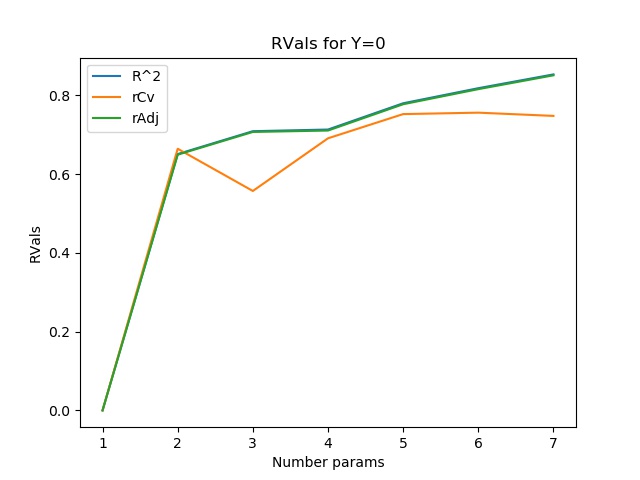 RVals for Y=0
R^2
rCv
rAdj
0.8
0.6
0.4
0.2
0.0
RVals
1 2 3 4 5 6 7
Number params